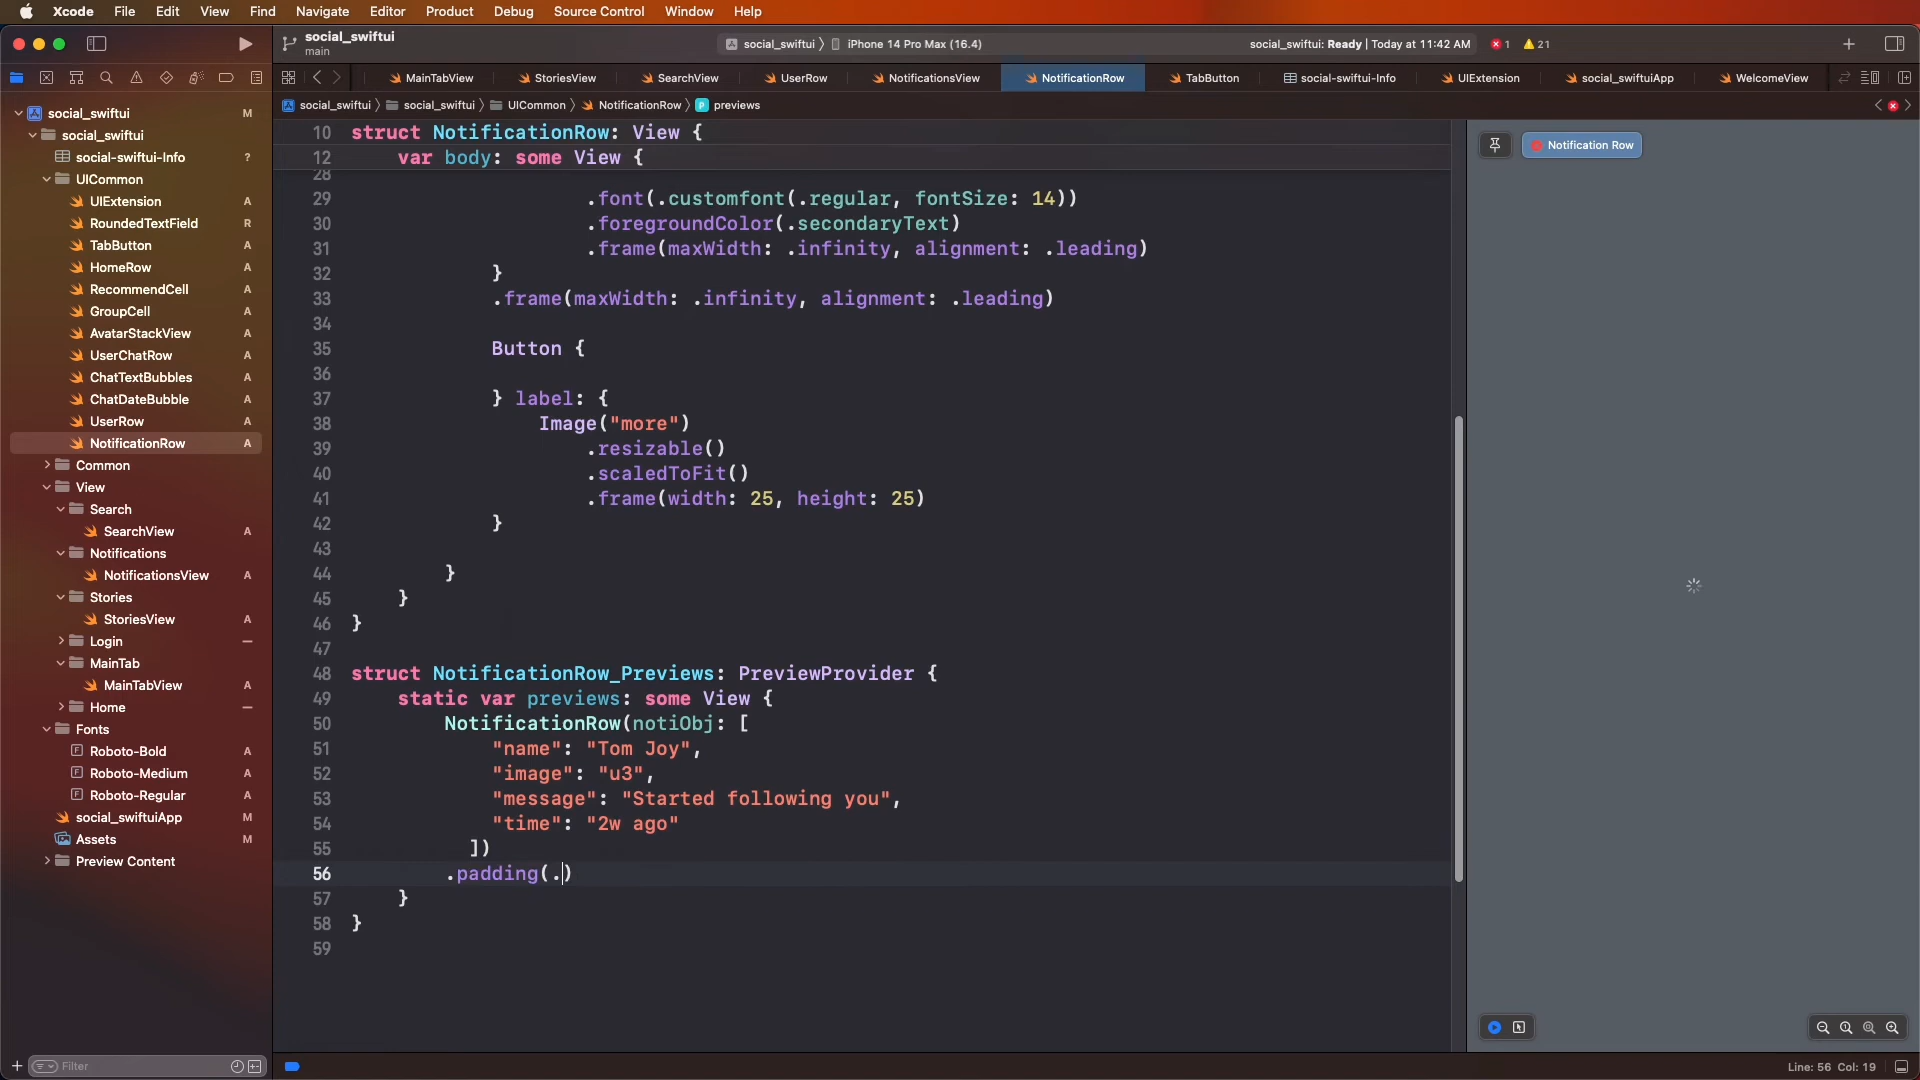 Xcode File Edit View Find Navigate Editor Product Debug Source Control Window Help
social_swiftui
main
social_swiftui iPhone 14 Pro Max (16.4)
social_swiftui: Ready | Today at 11:42 AM 1 21
MainTabView StoriesView SearchView UserRow NotificationsView NotificationRow TabButton social-swiftui-Info UIExtension social_swiftuiApp WelcomeView
social_swiftui social_swiftui UICommon NotificationRow P previews
social_swiftui M
social_swiftui
social-swiftui-Info ?
UICommon
UIExtension A
RoundedTextField R
TabButton A
HomeRow A
RecommendCell A
GroupCell A
AvatarStackView A
UserChatRow A
ChatTextBubbles A
ChatDateBubble A
UserRow A
NotificationRow A
Common
View
Search
SearchView A
Notifications
NotificationsView A
Stories
StoriesView A
Login
MainTab
MainTabView A
Home
Fonts
F Roboto-Bold A
F Roboto-Medium A
F Roboto-Regular A
social_swiftuiApp M
Assets M
Preview Content
Filter
10 struct NotificationRow: View {
12 var body: some View {
28
29 .font(.customfont(.regular, fontSize: 14))
30 .foregroundColor(.secondaryText)
31 .frame(maxWidth: .infinity, alignment: .leading)
32 }
33 .frame(maxWidth: .infinity, alignment: .leading)
34
35 Button {
36
37 } label: {
38 Image("more")
39 .resizable()
40 .scaledToFit()
41 .frame(width: 25, height: 25)
42 }
43
44 }
45 }
46 }
47
48 struct NotificationRow_Previews: PreviewProvider {
49 static var previews: some View {
50 NotificationRow(notiObj: [
51 "name": "Tom Joy",
52 "image": "u3",
53 "message": "Started following you",
54 "time": "2w ago"
55 ])
56 .padding(.)
57 }
58 }
59
Notification Row
Line: 56 Col: 19